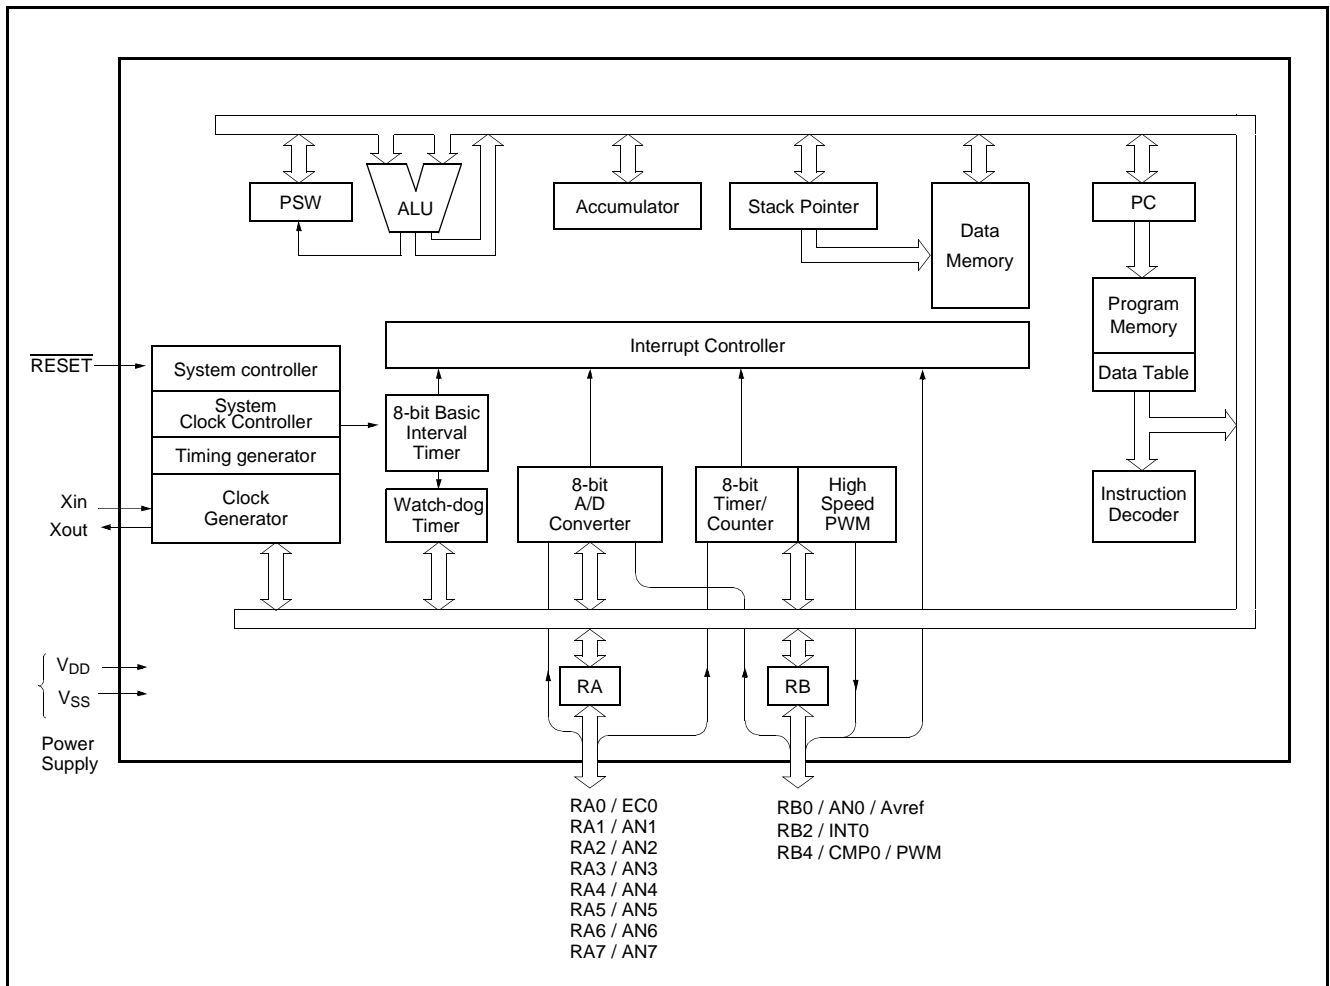 PSW
ALU
Accumulator
Stack Pointer
Data
Memory
PC
Program
Memory
Data Table
Instruction
Decoder
Interrupt Controller
RESET
System controller
System
Clock Controller
Timing generator
Clock
Generator
Xin
Xout
8-bit Basic
Interval
Timer
Watch-dog
Timer
8-bit
A/D
Converter
8-bit
Timer/
Counter
High
Speed
PWM
VDD
VSS
Power
Supply
RA
RB
RA0 / EC0
RA1 / AN1
RA2 / AN2
RA3 / AN3
RA4 / AN4
RA5 / AN5
RA6 / AN6
RA7 / AN7
RB0 / AN0 / Avref
RB2 / INT0
RB4 / CMP0 / PWM